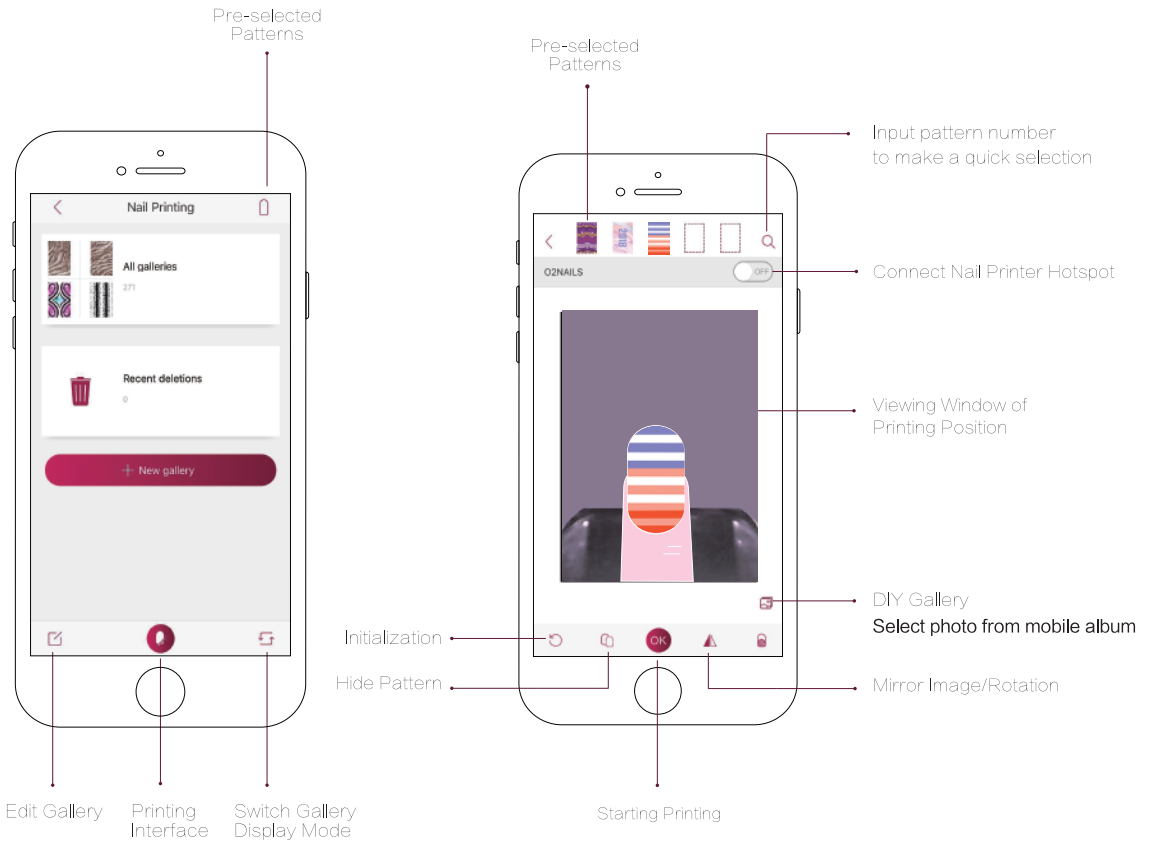 Pre-selected
Patterns
Nail Printing
All galleries
271
Recent deletions
0
+ New gallery
Edit Gallery
Printing
Interface
Switch Gallery
Display Mode
Pre-selected
Patterns
2018
Input pattern number
to make a quick selection
O2NAILS
OFF
Connect Nail Printer Hotspot
Viewing Window of
Printing Position
DIY Gallery
Select photo from mobile album
Initialization
OK
Hide Pattern
Mirror Image/Rotation
Starting Printing